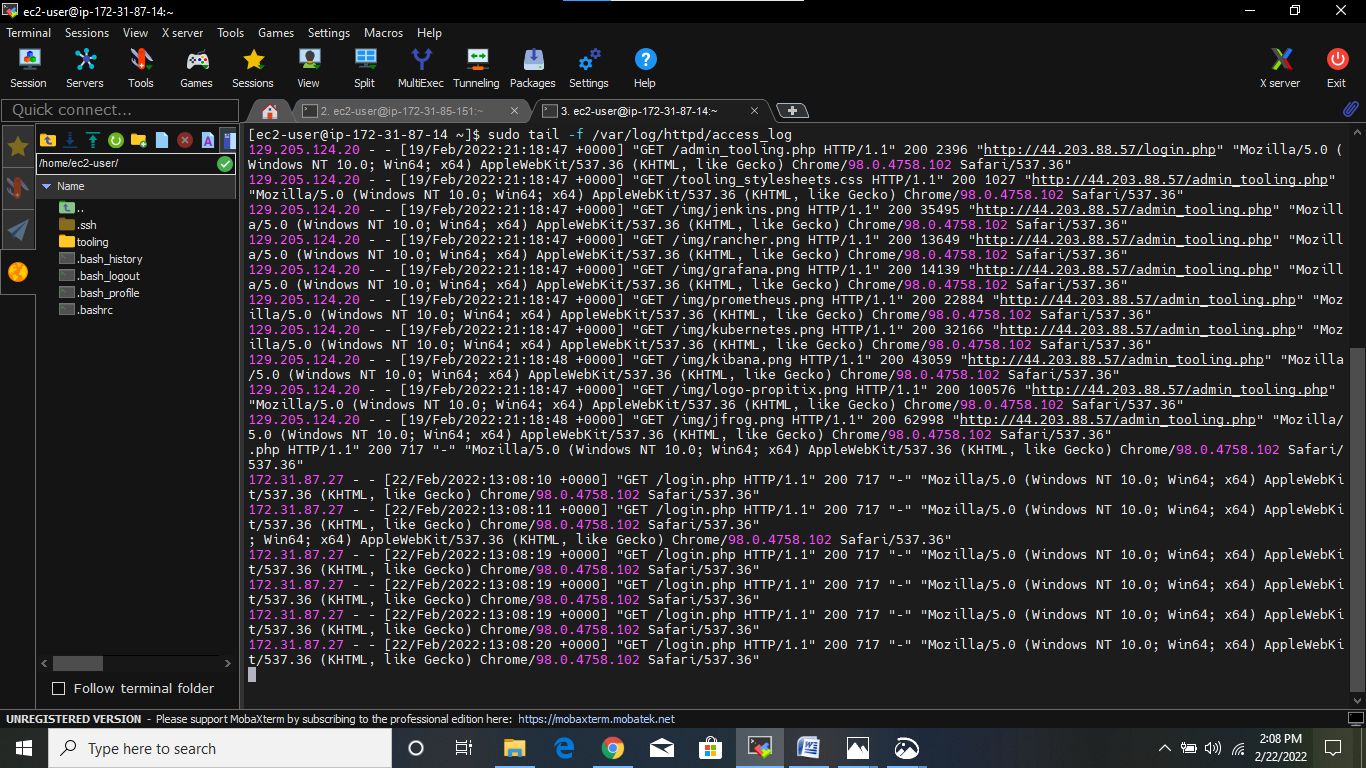 ec2-user@ip-172-31-87-14:~
Terminal Sessions View X server Tools Games Settings Macros Help
Session Servers Tools Games Sessions View Split MultiExec Tunneling Packages Settings Help X server Exit
Quick connect...
2. ec2-user@ip-172-31-85-151:~
3. ec2-user@ip-172-31-87-14:~
/home/ec2-user/
Name
..
.ssh
tooling
.bash_history
.bash_logout
.bash_profile
.bashrc
Follow terminal folder
[ec2-user@ip-172-31-87-14 ~]$ sudo tail -f /var/log/httpd/access_log
129.205.124.20 - - [19/Feb/2022:21:18:47 +0000] "GET /admin_tooling.php HTTP/1.1" 200 2396 "http://44.203.88.57/login.php" "Mozilla/5.0 (
Windows NT 10.0; Win64; x64) AppleWebKit/537.36 (KHTML, like Gecko) Chrome/98.0.4758.102 Safari/537.36"
129.205.124.20 - - [19/Feb/2022:21:18:47 +0000] "GET /tooling_stylesheets.css HTTP/1.1" 200 1027 "http://44.203.88.57/admin_tooling.php"
"Mozilla/5.0 (Windows NT 10.0; Win64; x64) AppleWebKit/537.36 (KHTML, like Gecko) Chrome/98.0.4758.102 Safari/537.36"
129.205.124.20 - - [19/Feb/2022:21:18:47 +0000] "GET /img/jenkins.png HTTP/1.1" 200 35495 "http://44.203.88.57/admin_tooling.php" "Mozill
a/5.0 (Windows NT 10.0; Win64; x64) AppleWebKit/537.36 (KHTML, like Gecko) Chrome/98.0.4758.102 Safari/537.36"
129.205.124.20 - - [19/Feb/2022:21:18:47 +0000] "GET /img/rancher.png HTTP/1.1" 200 13649 "http://44.203.88.57/admin_tooling.php" "Mozill
a/5.0 (Windows NT 10.0; Win64; x64) AppleWebKit/537.36 (KHTML, like Gecko) Chrome/98.0.4758.102 Safari/537.36"
129.205.124.20 - - [19/Feb/2022:21:18:47 +0000] "GET /img/grafana.png HTTP/1.1" 200 14139 "http://44.203.88.57/admin_tooling.php" "Mozill
a/5.0 (Windows NT 10.0; Win64; x64) AppleWebKit/537.36 (KHTML, like Gecko) Chrome/98.0.4758.102 Safari/537.36"
129.205.124.20 - - [19/Feb/2022:21:18:47 +0000] "GET /img/prometheus.png HTTP/1.1" 200 22884 "http://44.203.88.57/admin_tooling.php" "Moz
illa/5.0 (Windows NT 10.0; Win64; x64) AppleWebKit/537.36 (KHTML, like Gecko) Chrome/98.0.4758.102 Safari/537.36"
129.205.124.20 - - [19/Feb/2022:21:18:47 +0000] "GET /img/kubernetes.png HTTP/1.1" 200 32166 "http://44.203.88.57/admin_tooling.php" "Moz
illa/5.0 (Windows NT 10.0; Win64; x64) AppleWebKit/537.36 (KHTML, like Gecko) Chrome/98.0.4758.102 Safari/537.36"
129.205.124.20 - - [19/Feb/2022:21:18:48 +0000] "GET /img/kibana.png HTTP/1.1" 200 43059 "http://44.203.88.57/admin_tooling.php" "Mozilla
/5.0 (Windows NT 10.0; Win64; x64) AppleWebKit/537.36 (KHTML, like Gecko) Chrome/98.0.4758.102 Safari/537.36"
129.205.124.20 - - [19/Feb/2022:21:18:47 +0000] "GET /img/logo-propitix.png HTTP/1.1" 200 100576 "http://44.203.88.57/admin_tooling.php"
"Mozilla/5.0 (Windows NT 10.0; Win64; x64) AppleWebKit/537.36 (KHTML, like Gecko) Chrome/98.0.4758.102 Safari/537.36"
129.205.124.20 - - [19/Feb/2022:21:18:48 +0000] "GET /img/jfrog.png HTTP/1.1" 200 62998 "http://44.203.88.57/admin_tooling.php" "Mozilla/
5.0 (Windows NT 10.0; Win64; x64) AppleWebKit/537.36 (KHTML, like Gecko) Chrome/98.0.4758.102 Safari/537.36"
.php HTTP/1.1" 200 717 "-" "Mozilla/5.0 (Windows NT 10.0; Win64; x64) AppleWebKit/537.36 (KHTML, like Gecko) Chrome/98.0.4758.102 Safari/
537.36"
172.31.87.27 - - [22/Feb/2022:13:08:10 +0000] "GET /login.php HTTP/1.1" 200 717 "-" "Mozilla/5.0 (Windows NT 10.0; Win64; x64) AppleWebKi
t/537.36 (KHTML, like Gecko) Chrome/98.0.4758.102 Safari/537.36"
172.31.87.27 - - [22/Feb/2022:13:08:11 +0000] "GET /login.php HTTP/1.1" 200 717 "-" "Mozilla/5.0 (Windows NT 10.0; Win64; x64) AppleWebKi
t/537.36 (KHTML, like Gecko) Chrome/98.0.4758.102 Safari/537.36"
; Win64; x64) AppleWebKit/537.36 (KHTML, like Gecko) Chrome/98.0.4758.102 Safari/537.36"
172.31.87.27 - - [22/Feb/2022:13:08:19 +0000] "GET /login.php HTTP/1.1" 200 717 "-" "Mozilla/5.0 (Windows NT 10.0; Win64; x64) AppleWebKi
t/537.36 (KHTML, like Gecko) Chrome/98.0.4758.102 Safari/537.36"
172.31.87.27 - - [22/Feb/2022:13:08:19 +0000] "GET /login.php HTTP/1.1" 200 717 "-" "Mozilla/5.0 (Windows NT 10.0; Win64; x64) AppleWebKi
t/537.36 (KHTML, like Gecko) Chrome/98.0.4758.102 Safari/537.36"
172.31.87.27 - - [22/Feb/2022:13:08:19 +0000] "GET /login.php HTTP/1.1" 200 717 "-" "Mozilla/5.0 (Windows NT 10.0; Win64; x64) AppleWebKi
t/537.36 (KHTML, like Gecko) Chrome/98.0.4758.102 Safari/537.36"
172.31.87.27 - - [22/Feb/2022:13:08:20 +0000] "GET /login.php HTTP/1.1" 200 717 "-" "Mozilla/5.0 (Windows NT 10.0; Win64; x64) AppleWebKi
t/537.36 (KHTML, like Gecko) Chrome/98.0.4758.102 Safari/537.36"
UNREGISTERED VERSION - Please support MobaXterm by subscribing to the professional edition here: https://mobaxterm.mobatek.net
Type here to search
2:08 PM
2/22/2022